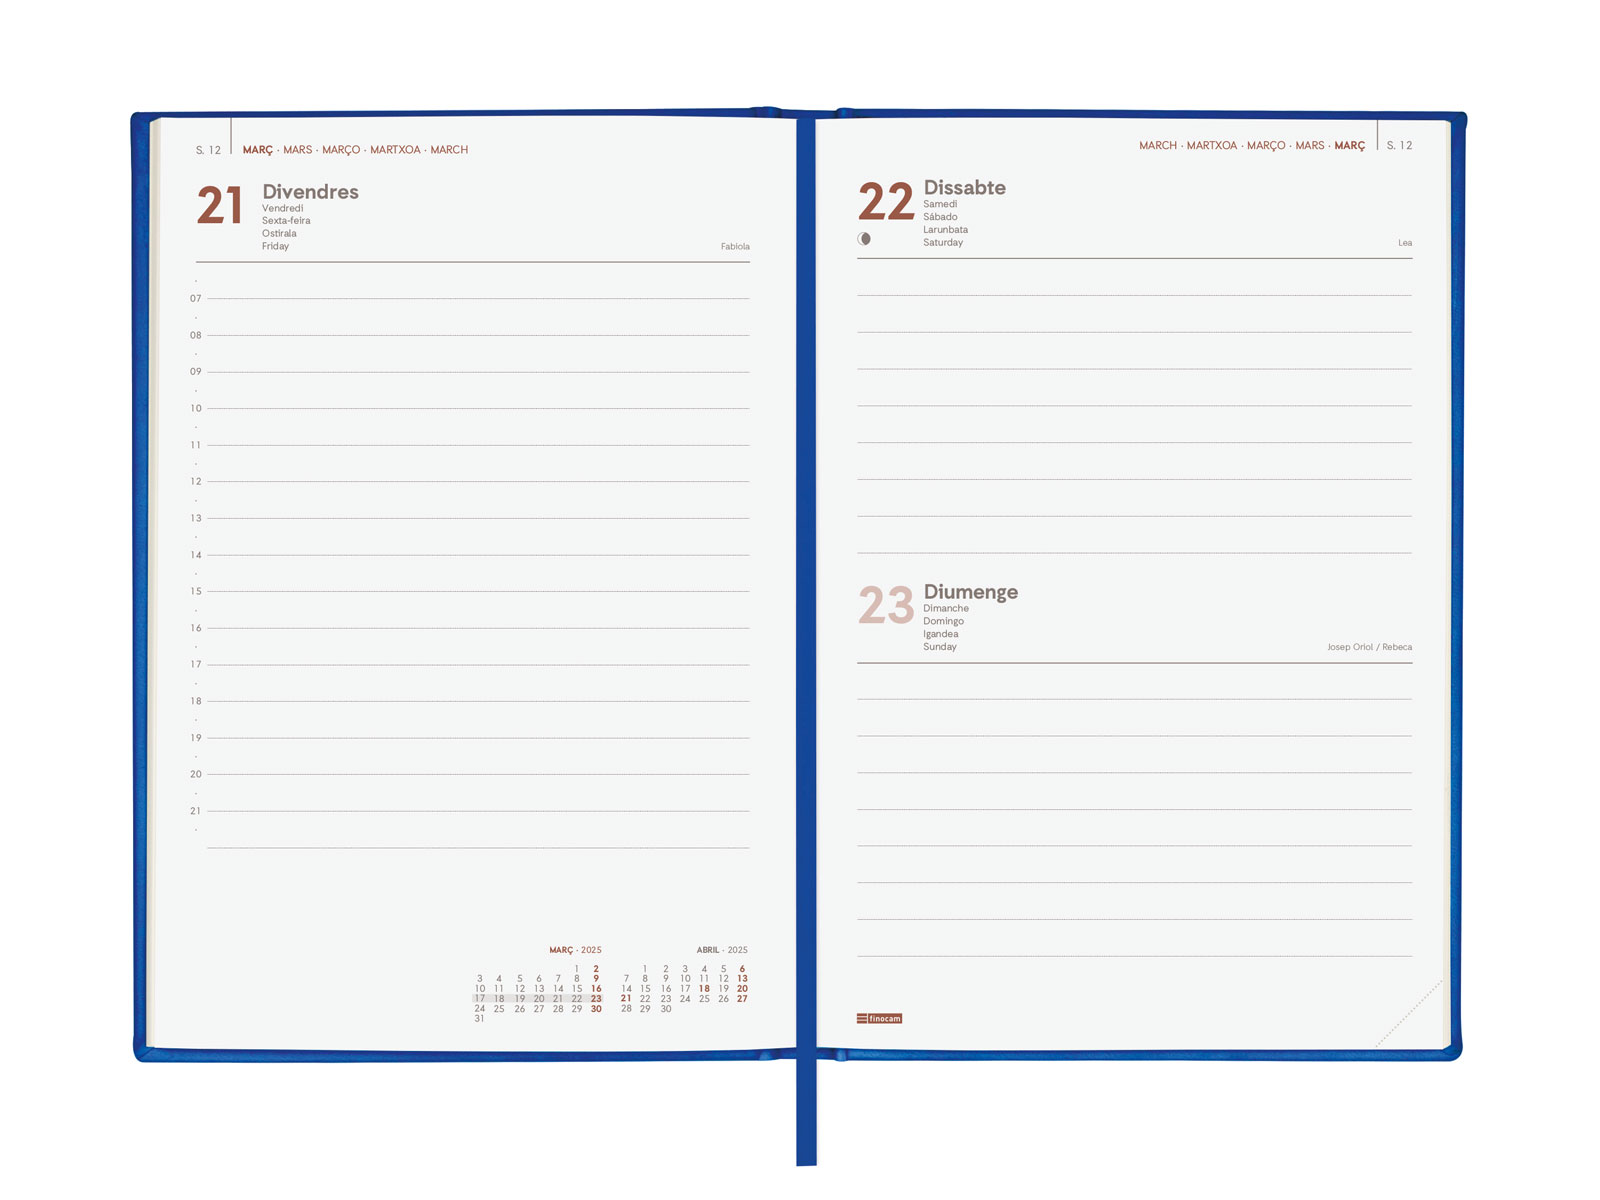 S. 12 MARÇ · MARS · MARÇO · MARTXOA · MARCH
21 Divendres
Vendredi
Sexta-feira
Ostirala
Friday
Fabiola
07
08
09
10
11
12
13
14
15
16
17
18
19
20
21
MARÇ · 2025
1 2
3 4 5 6 7 8 9
10 11 12 13 14 15 16
17 18 19 20 21 22 23
24 25 26 27 28 29 30
31
ABRIL · 2025
1 2 3 4 5 6
7 8 9 10 11 12 13
14 15 16 17 18 19 20
21 22 23 24 25 26 27
28 29 30
MARCH · MARTXOA · MARÇO · MARS · MARÇ S. 12
22 Dissabte
Samedi
Sábado
Larunbata
Saturday
Lea
23 Diumenge
Dimanche
Domingo
Igandea
Sunday
Josep Oriol / Rebeca
finocam